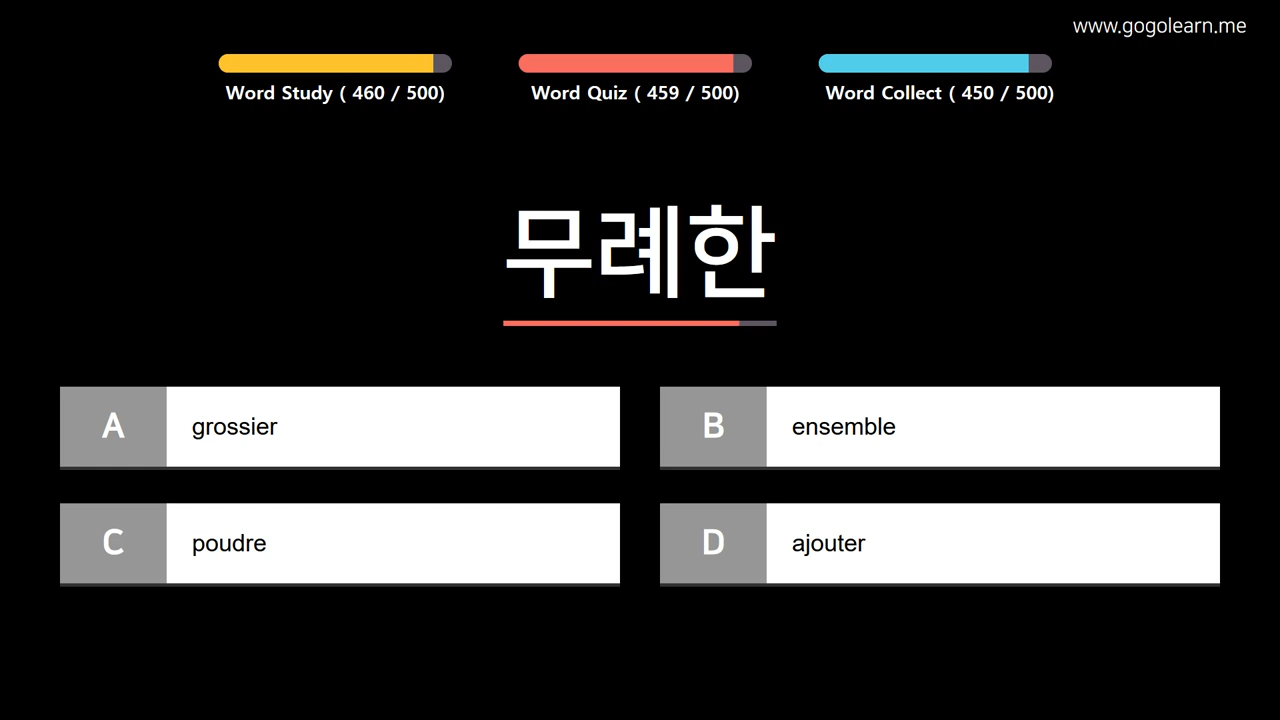 www.gogolearn.me
Word Study ( 460 / 500)
Word Quiz ( 459 / 500)
Word Collect ( 450 / 500)
무례한
A grossier
B ensemble
C poudre
D ajouter